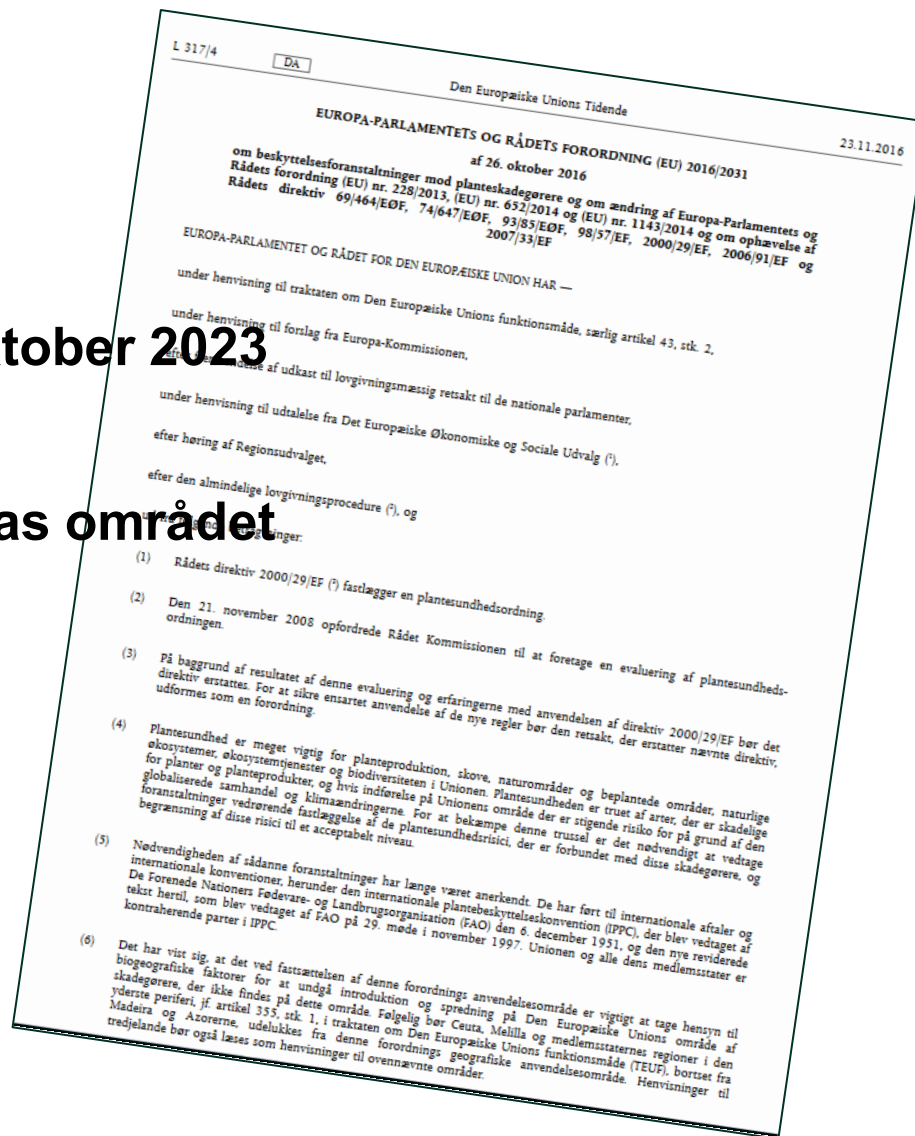 L 317/4
DA
Den Europæiske Unions Tidende
23.11.2016
EUROPA-PARLAMENTETS OG RÅDETS FORORDNING (EU) 2016/2031
af 26. oktober 2016
om beskyttelsesforanstaltninger mod planteskadegørere og om ændring af Europa-Parlamentets og
Rådets forordning (EU) nr. 228/2013, (EU) nr. 652/2014 og (EU) nr. 1143/2014 og om ophævelse af
Rådets direktiv 69/464/EØF, 74/647/EØF, 93/85/EØF, 98/57/EF, 2000/29/EF, 2006/91/EF og
2007/33/EF
EUROPA-PARLAMENTET OG RÅDET FOR DEN EUROPÆISKE UNION HAR —
under henvisning til traktaten om Den Europæiske Unions funktionsmåde, særlig artikel 43, stk. 2,
under henvisning til forslag fra Europa-Kommissionen,
tober 2023
af udkast til lovgivningsmæssig retsakt til de nationale parlamenter,
under henvisning til udtalelse fra Det Europæiske Økonomiske og Sociale Udvalg (¹),
efter høring af Regionsudvalget,
efter den almindelige lovgivningsprocedure (²), og
as området
(1) Rådets direktiv 2000/29/EF (³) fastlægger en plantesundhedsordning.
(2) Den 21. november 2008 opfordrede Rådet Kommissionen til at foretage en evaluering af plantesundheds-
ordningen.
(3) På baggrund af resultatet af denne evaluering og erfaringerne med anvendelsen af direktiv 2000/29/EF bør det
direktiv erstattes. For at sikre ensartet anvendelse af de nye regler bør den retsakt, der erstatter nævnte direktiv,
udformes som en forordning.
(4) Plantesundhed er meget vigtig for planteproduktion, skove, naturområder og beplantede områder, naturlige
økosystemer, økosystemtjenester og biodiversiteten i Unionen. Plantesundheden er truet af arter, der er skadelige
for planter og planteprodukter, og hvis indførelse på Unionens område der er stigende risiko for på grund af den
globaliserede samhandel og klimaændringerne. For at bekæmpe denne trussel er det nødvendigt at vedtage
foranstaltninger vedrørende fastlæggelse af de plantesundhedsrisici, der er forbundet med disse skadegørere, og
begrænsning af disse risici til et acceptabelt niveau.
(5) Nødvendigheden af sådanne foranstaltninger har længe været anerkendt. De har ført til internationale aftaler og
internationale konventioner, herunder den internationale plantebeskyttelseskonvention (IPPC), der blev vedtaget af
De Forenede Nationers Fødevare- og Landbrugsorganisation (FAO) den 6. december 1951, og den nye reviderede
tekst hertil, som blev vedtaget af FAO på 29. møde i november 1997. Unionen og alle dens medlemsstater er
kontraherende parter i IPPC.
(6) Det har vist sig, at det ved fastsættelsen af denne forordnings anvendelsesområde er vigtigt at tage hensyn til
biogeografiske faktorer for at undgå introduktion og spredning på Den Europæiske Unions område af
skadegørere, der ikke findes på dette område. Følgelig bør Ceuta, Melilla og medlemsstaternes regioner i den
yderste periferi, jf. artikel 355, stk. 1, i traktaten om Den Europæiske Unions funktionsmåde (TEUF), bortset fra
Madeira og Azorerne, udelukkes fra denne forordnings geografiske anvendelsesområde. Henvisninger til
tredjelande bør også læses som henvisninger til ovennævnte områder.